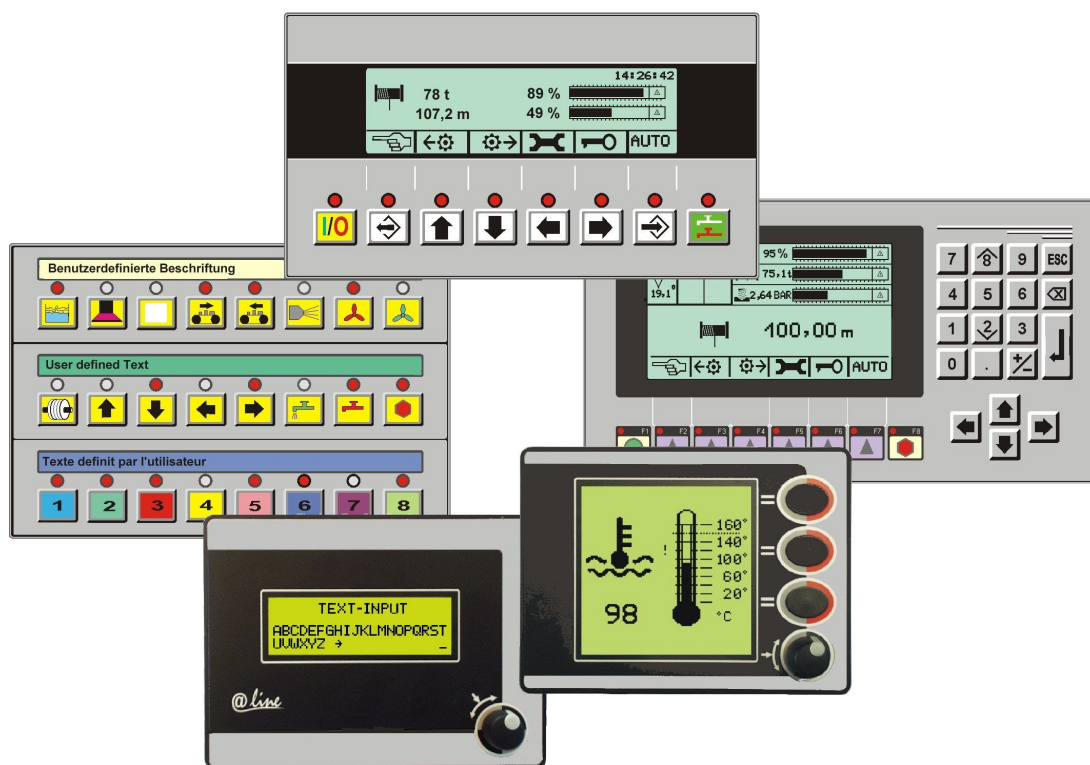 14:26:42
78 t 89 %
107,2 m 49 %
AUTO
I/O
Benutzerdefinierte Beschriftung
User defined Text
Texte definit par l'utilisateur
1 2 3 4 5 6 7 8
95 %
75,1t
19,1°
2,64 BAR
100,00 m
AUTO
F1 F2 F3 F4 F5 F6 F7 F8
7 8 9 ESC
4 5 6
1 2 3
0 . +/-
TEXT-INPUT
ABCDEFGHIJKLMNOPQRST
UVWXYZ → _
@line
! 160°
140°
100°
60°
20°
°C
98